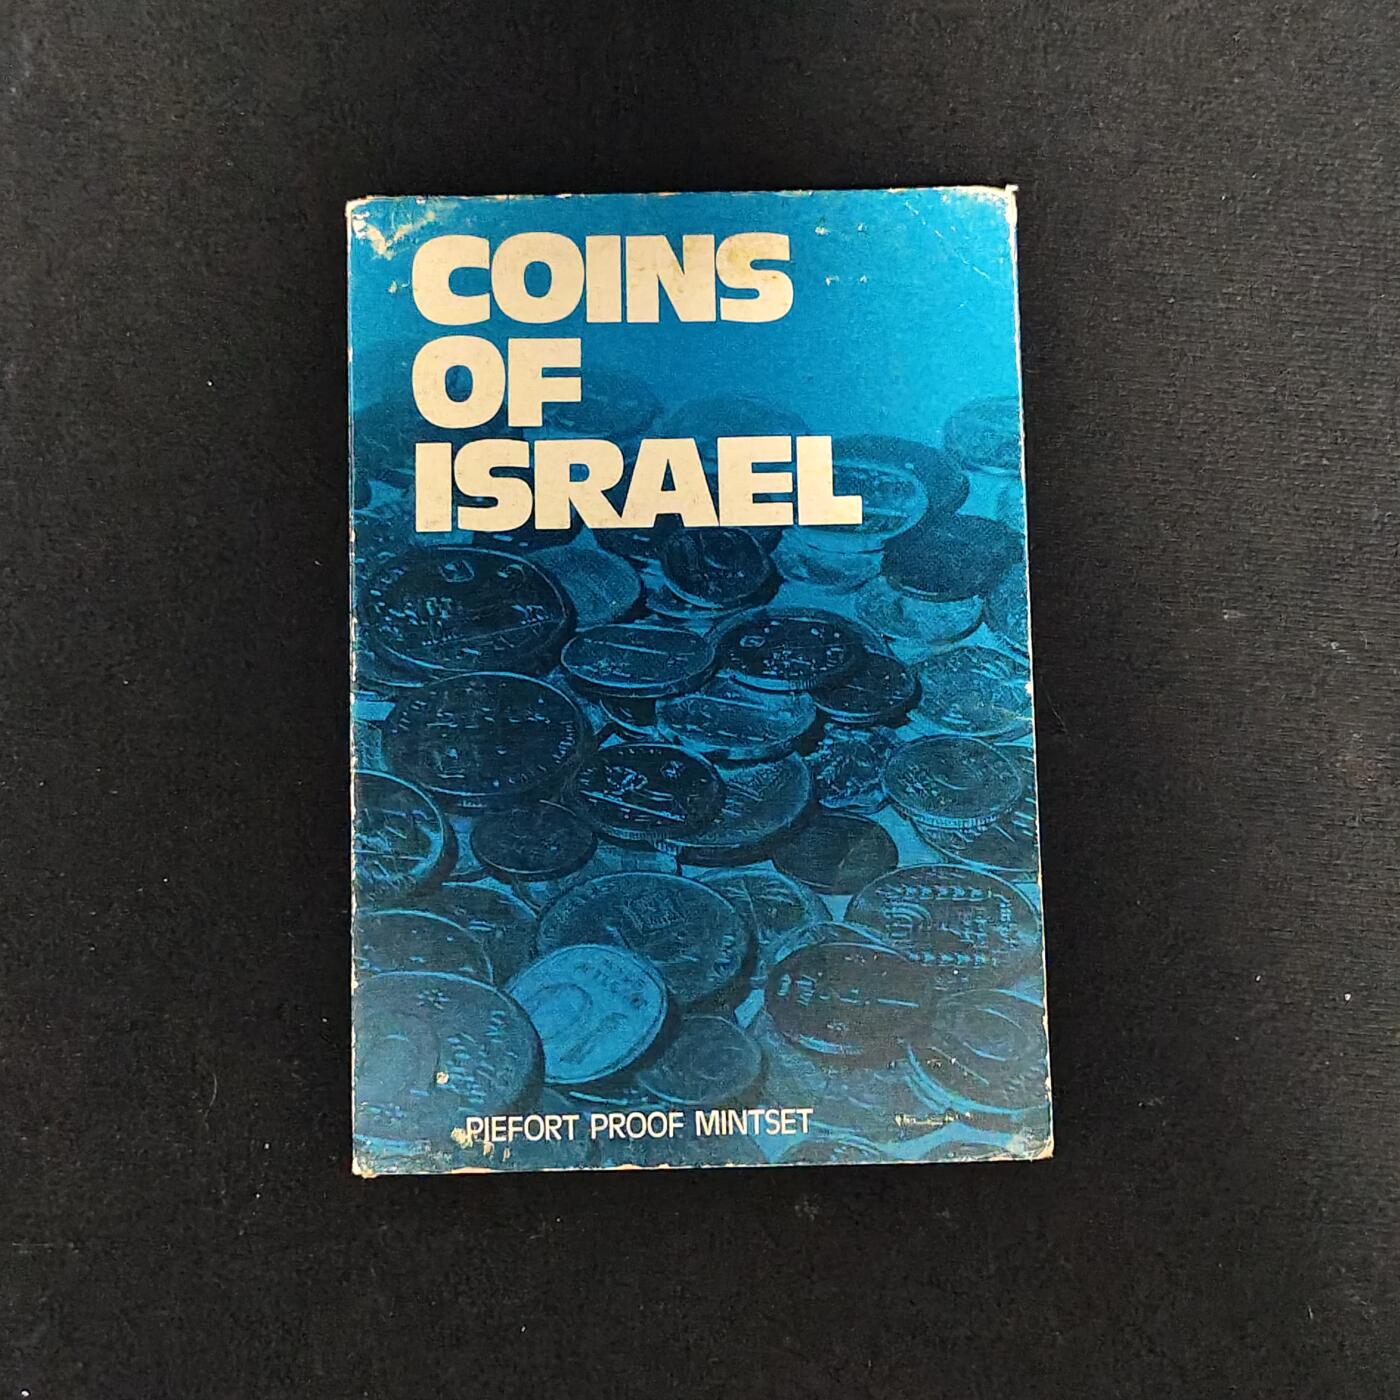 COINS
OF
ISRAEL
PIEFORT PROOF MINTSET